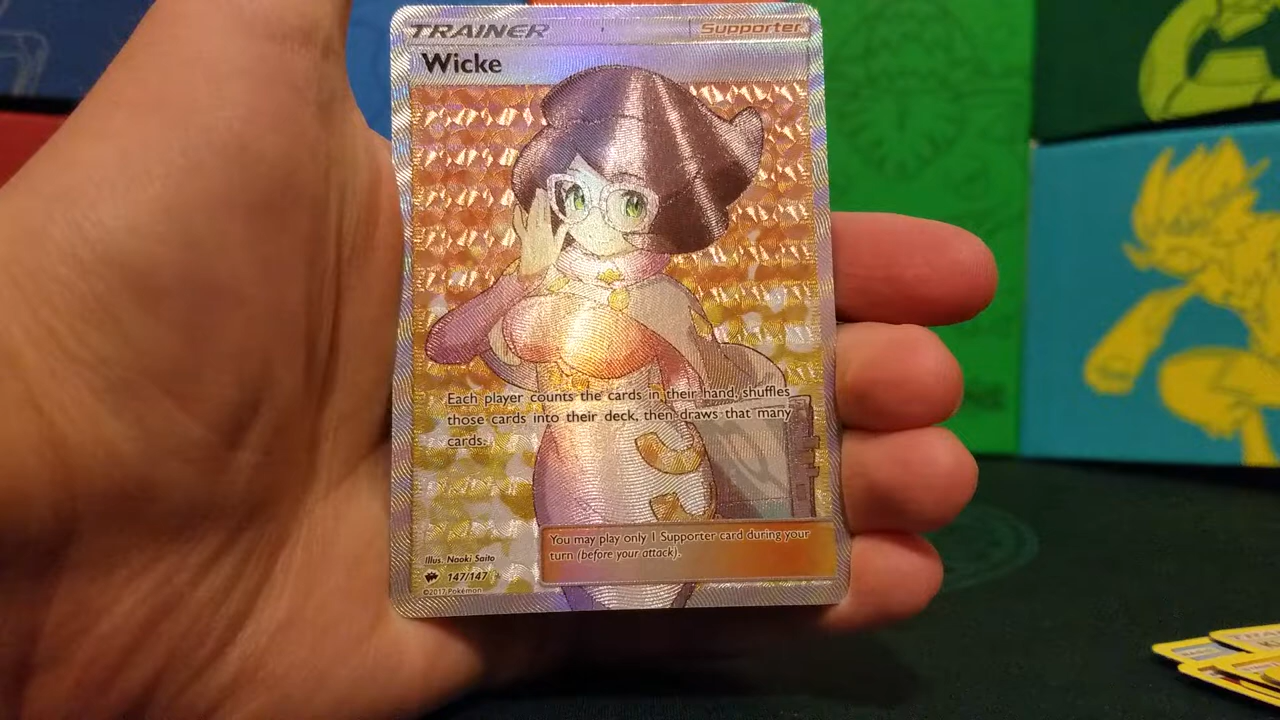 TRAINER
Supporter
Wicke
Each player counts the cards in their hand, shuffles
those cards into their deck, then draws that many
cards.
You may play only 1 Supporter card during your
turn (before your attack).
Illus. Naoki Saito
147/147
©2017 Pokémon